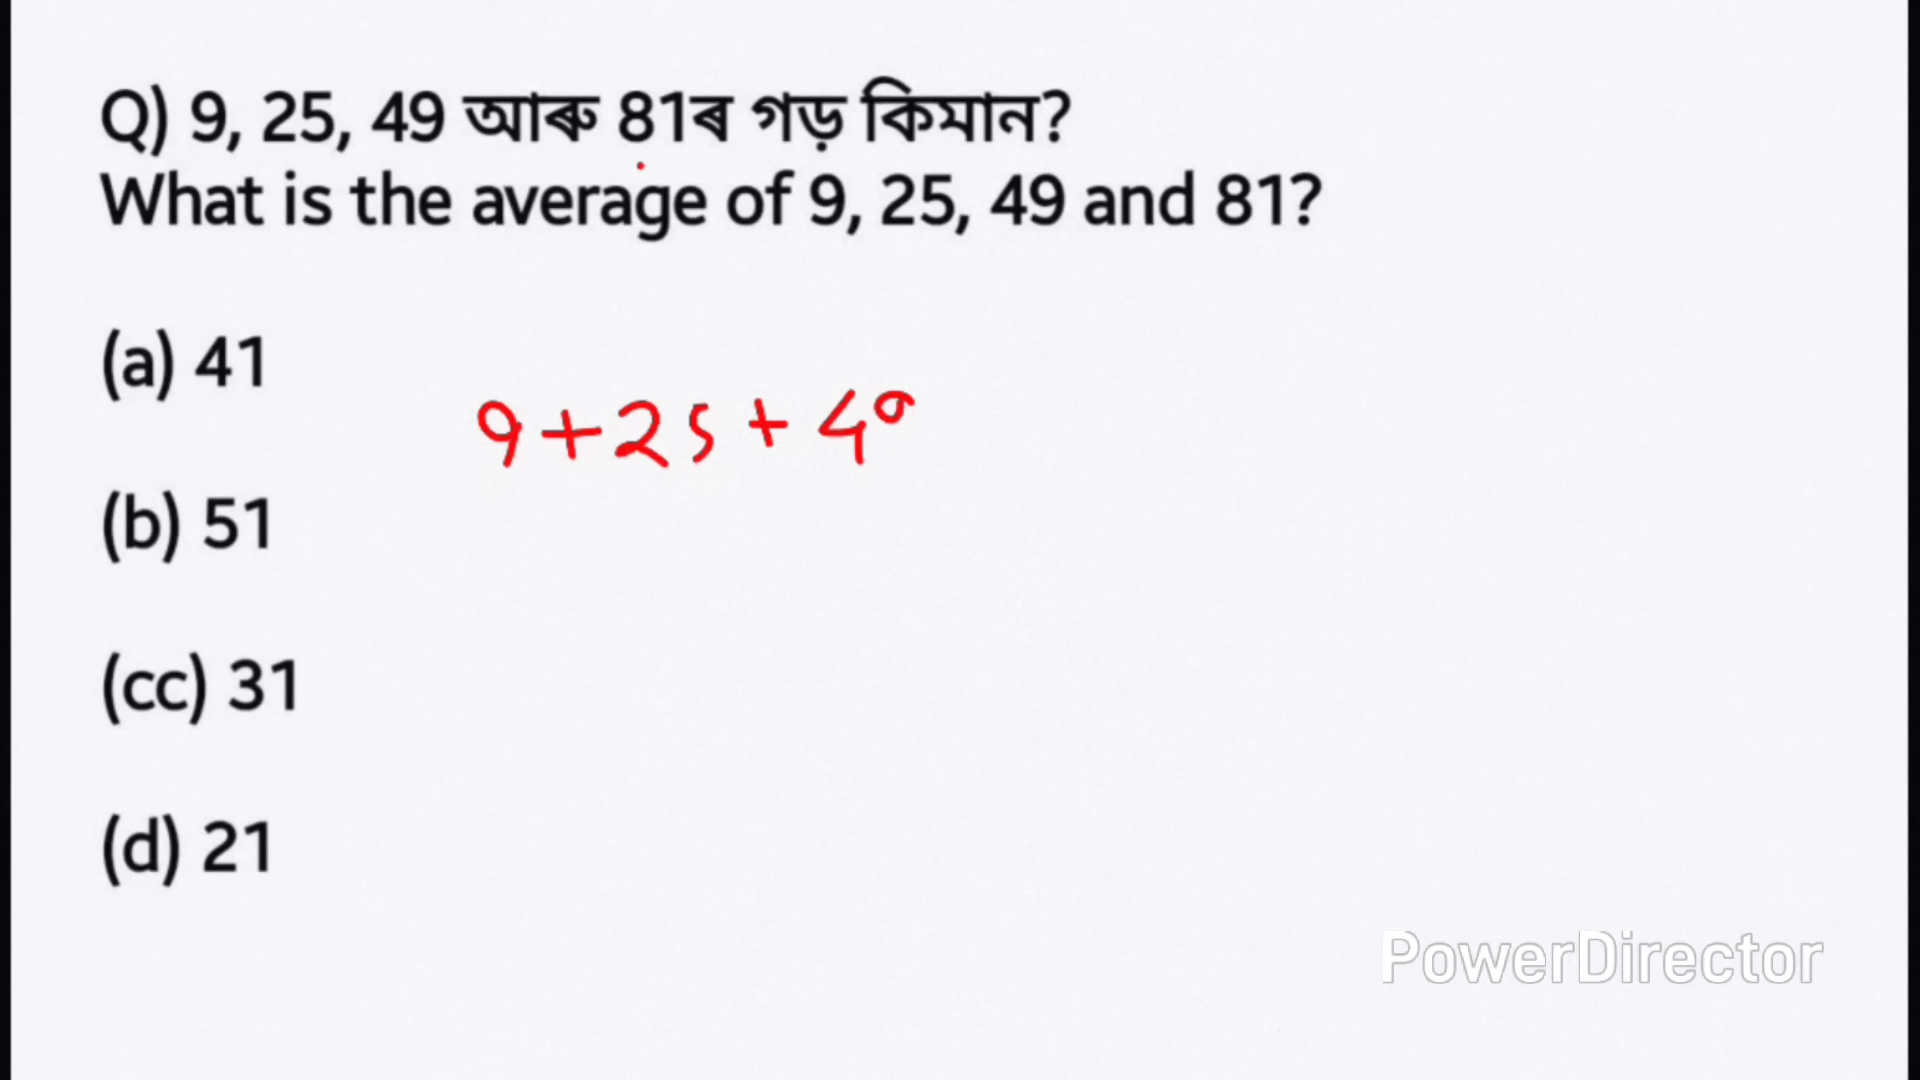 Q) 9, 25, 49 আৰু 81ৰ গড় কিমান?
What is the average of 9, 25, 49 and 81?
(a) 41
9+25+49
(b) 51
(cc) 31
(d) 21
PowerDirector